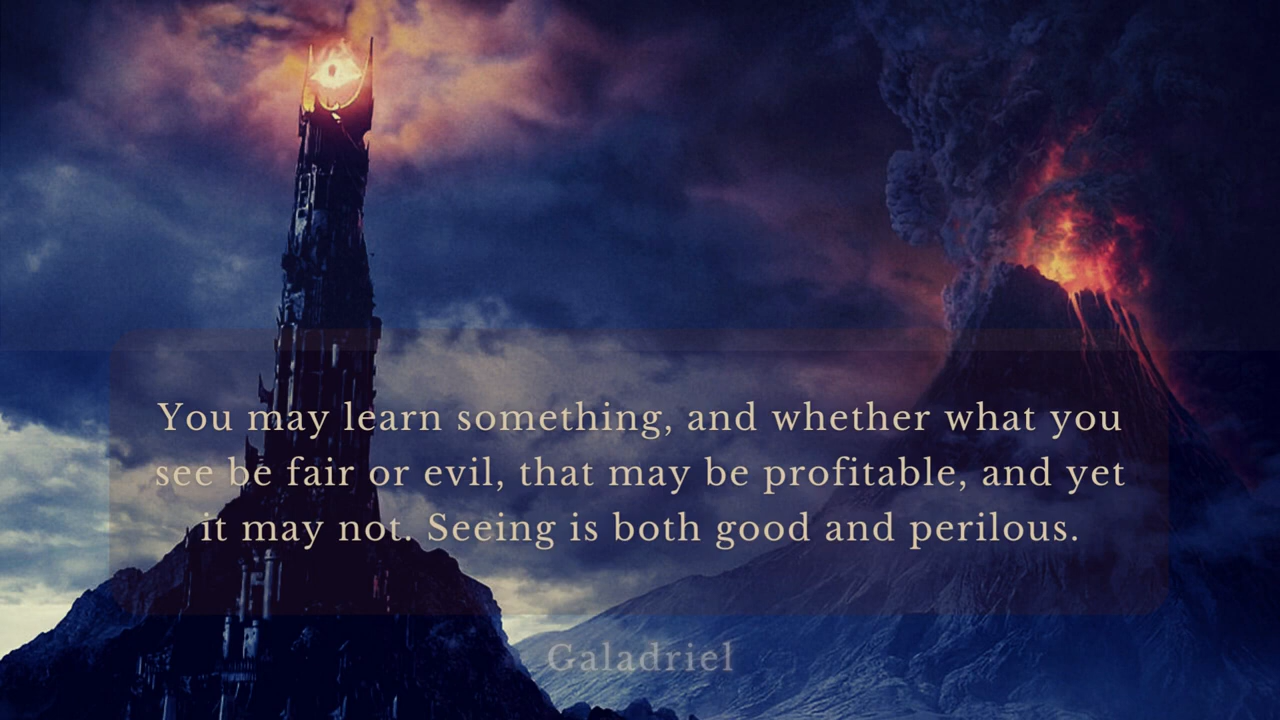 You may learn something, and whether what you
see be fair or evil, that may be profitable, and yet
it may not. Seeing is both good and perilous.
Galadriel